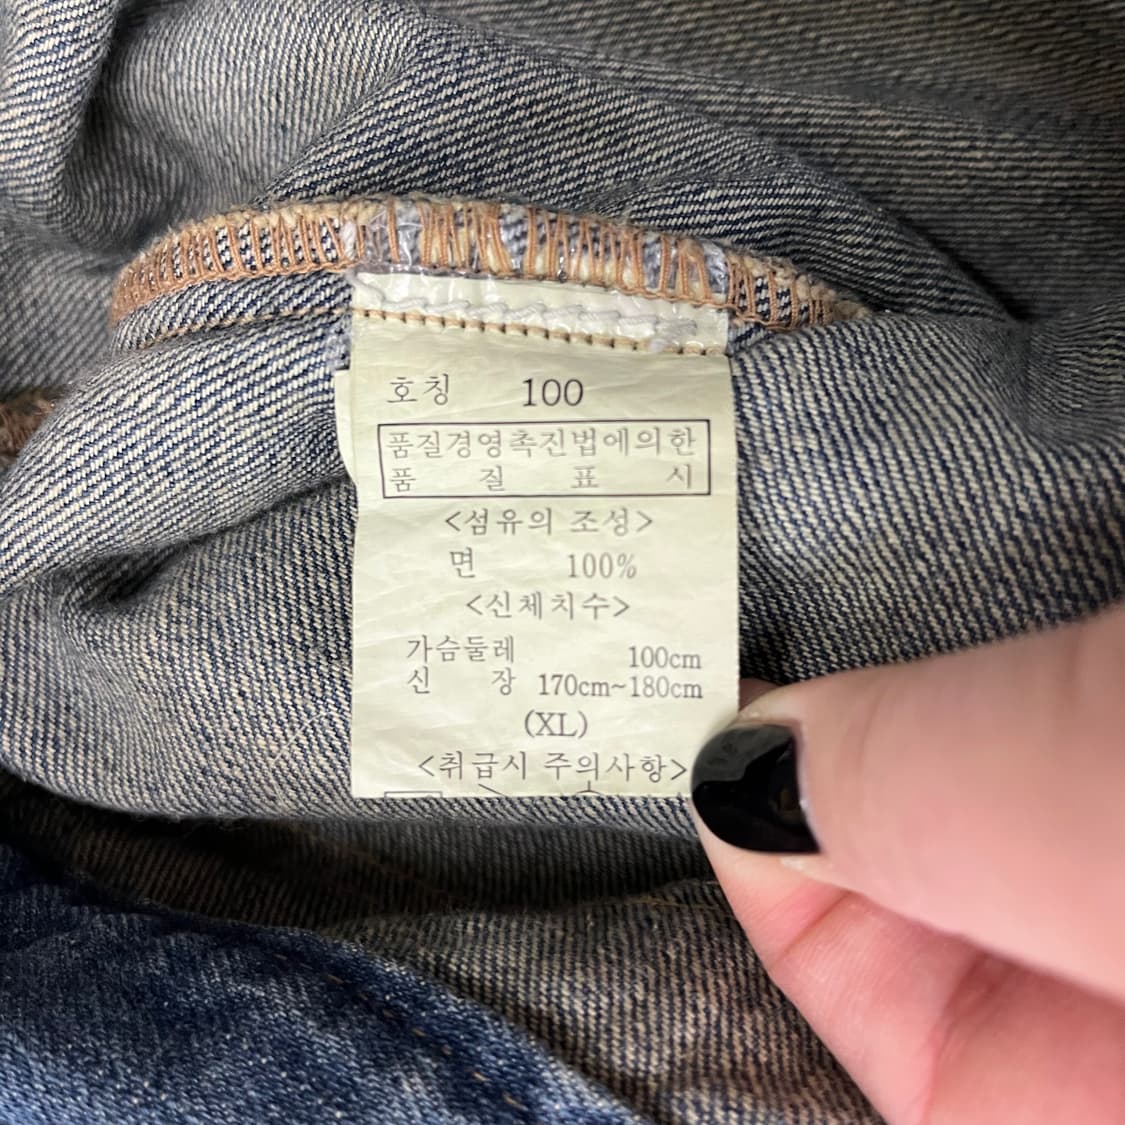 호칭 100
품질경영촉진법에의한
품 질 표 시
<섬유의 조성>
면 100%
<신체치수>
가슴둘레 100cm
신 장 170cm~180cm
(XL)
<취급시 주의사항>